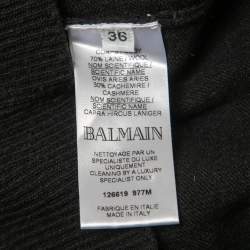 36
70% LAINE / WOOL
NOM SCIENTIFIQUE /
SCIENTIFIC NAME
OVIS ARIES ARIES
30% CACHEMIRE /
CASHMERE
NOM SCIENTIFIQUE /
SCIENTIFIC NAME
CAPRA HIRCUS LANIGER
BALMAIN
NETTOYAGE PAR UN
SPECIALISTE DU LUXE
UNIQUEMENT
CLEANING BY A LUXURY
SPECIALIST ONLY
126619 977M
FABRIQUE EN ITALIE
MADE IN ITALY